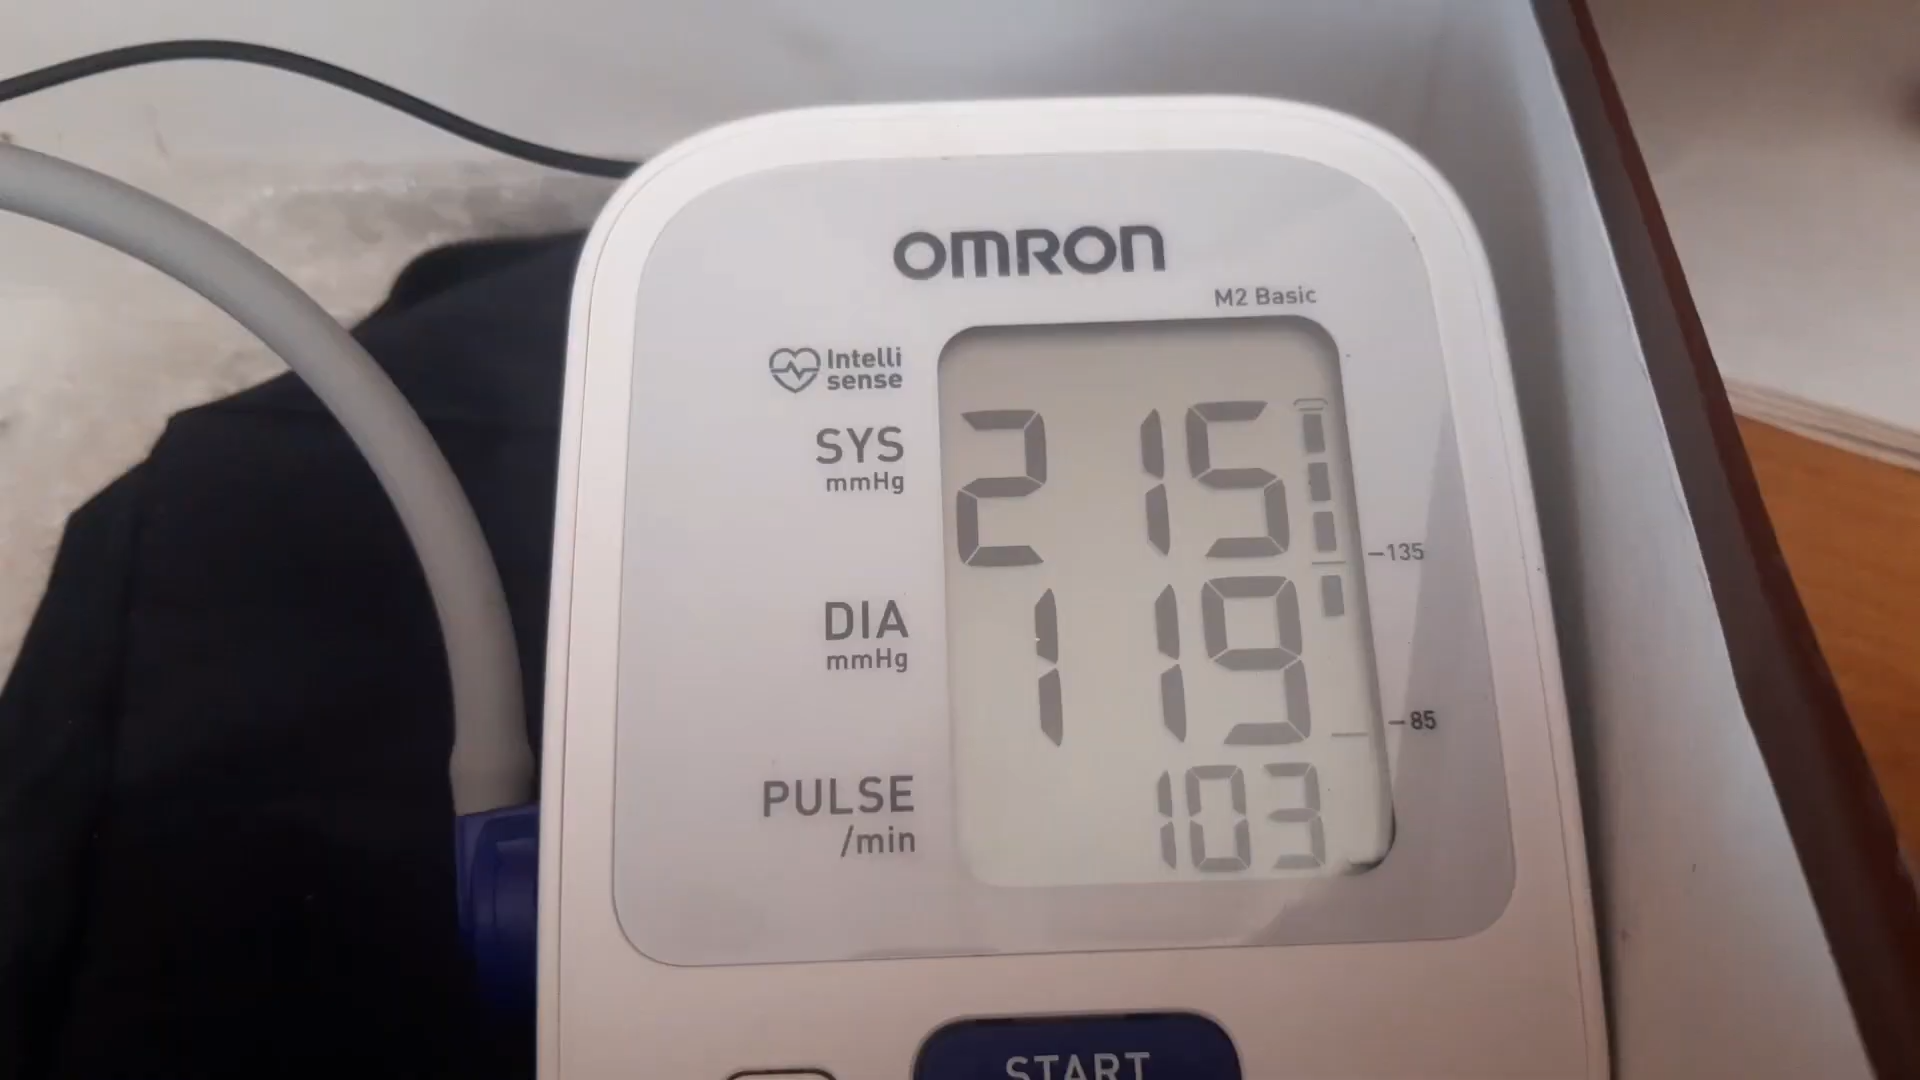 OMRON
M2 Basic
Intelli
sense
SYS
mmHg
215
-135
DIA
mmHg
119
-85
PULSE
/min
103
START